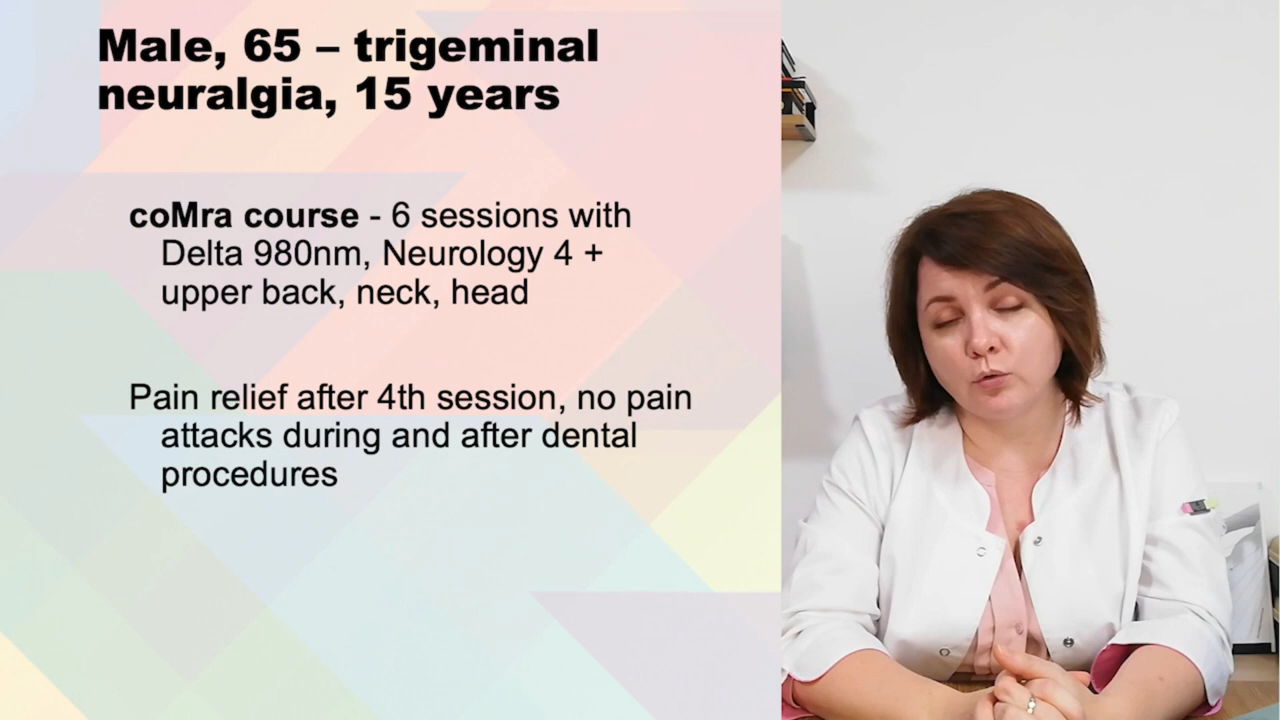 Male, 65 – trigeminal
neuralgia, 15 years
coMra course - 6 sessions with
Delta 980nm, Neurology 4 +
upper back, neck, head
Pain relief after 4th session, no pain
attacks during and after dental
procedures